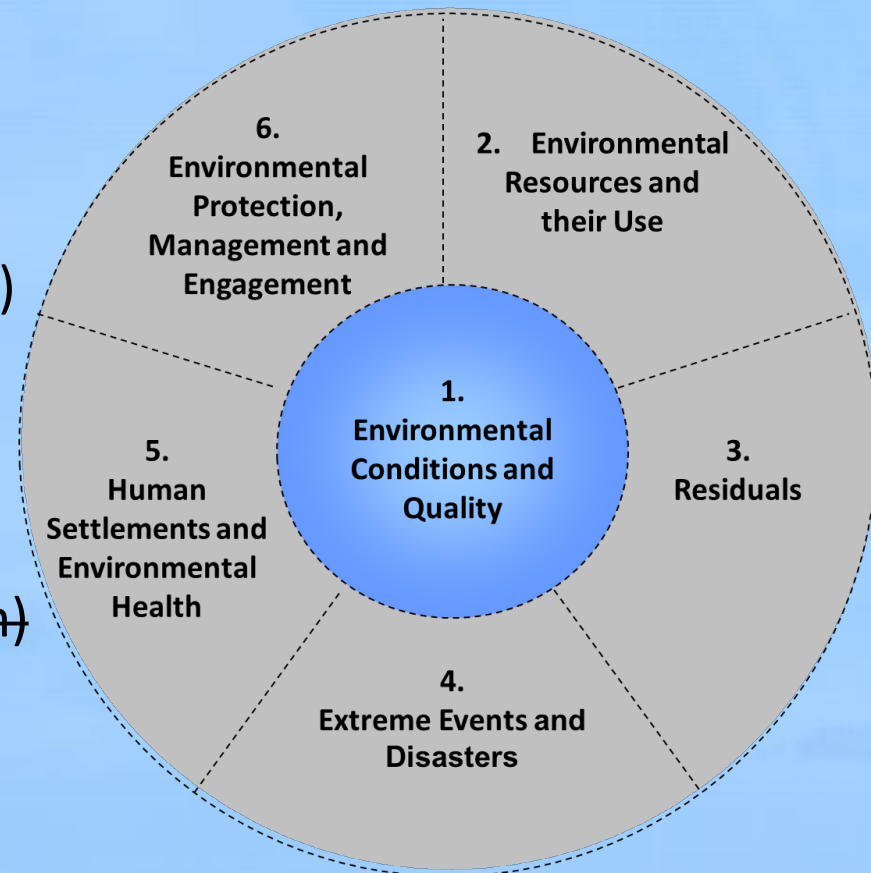 6.
Environmental
Protection,
Management and
Engagement
2. Environmental
Resources and
their Use
)
1.
Environmental
Conditions and
Quality
3.
Residuals
5.
Human
Settlements and
Environmental
Health
n)
4.
Extreme Events and
Disasters